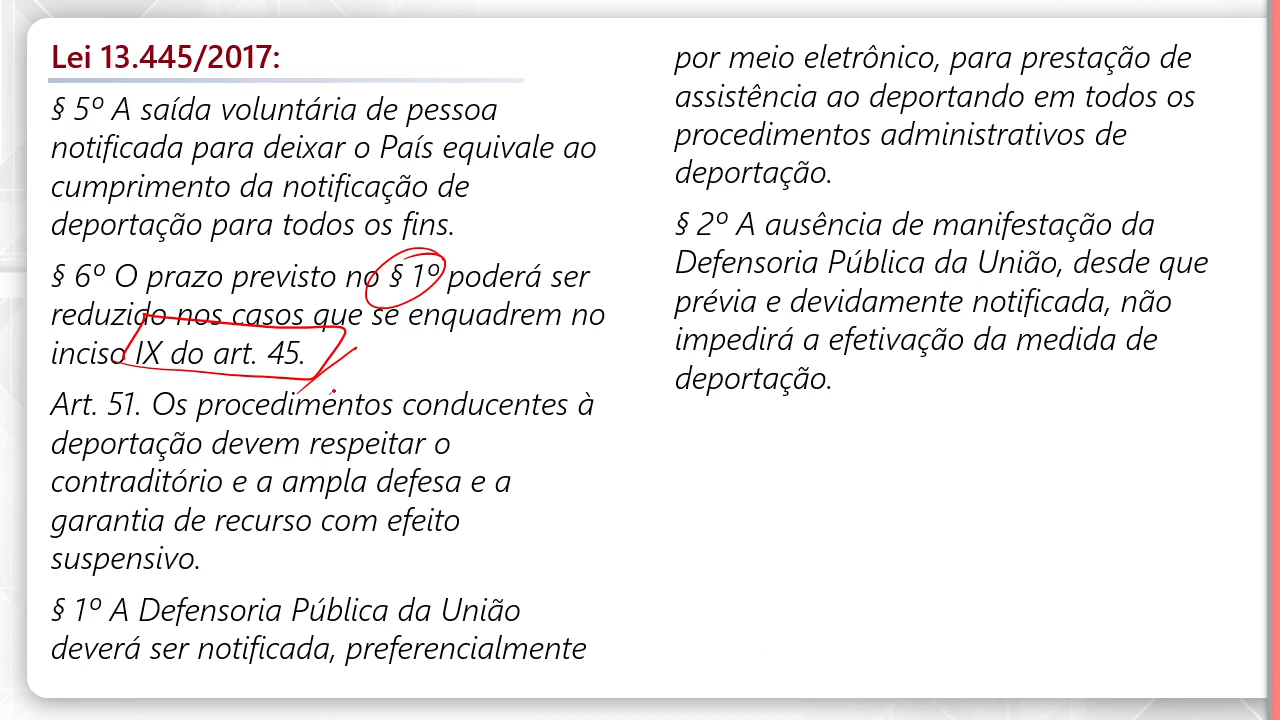 Lei 13.445/2017:
§ 5º A saída voluntária de pessoa
notificada para deixar o País equivale ao
cumprimento da notificação de
deportação para todos os fins.
§ 6º O prazo previsto no § 1º poderá ser
reduzido nos casos que se enquadrem no
inciso IX do art. 45.
Art. 51. Os procedimentos conducentes à
deportação devem respeitar o
contraditório e a ampla defesa e a
garantia de recurso com efeito
suspensivo.
§ 1º A Defensoria Pública da União
deverá ser notificada, preferencialmente
por meio eletrônico, para prestação de
assistência ao deportando em todos os
procedimentos administrativos de
deportação.
§ 2º A ausência de manifestação da
Defensoria Pública da União, desde que
prévia e devidamente notificada, não
impedirá a efetivação da medida de
deportação.